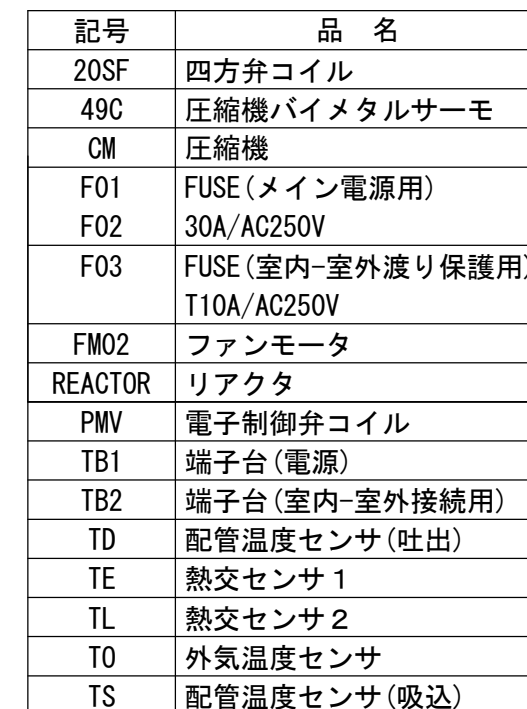 記号 品 名
20SF 四方弁コイル
49C 圧縮機バイメタルサーモ
CM 圧縮機
F01 FUSE(メイン電源用)
F02 30A/AC250V
F03 FUSE(室内-室外渡り保護用)
T10A/AC250V
FM02 ファンモータ
REACTOR リアクタ
PMV 電子制御弁コイル
TB1 端子台(電源)
TB2 端子台(室内-室外接続用)
TD 配管温度センサ(吐出)
TE 熱交センサ1
TL 熱交センサ2
TO 外気温度センサ
TS 配管温度センサ(吸込)